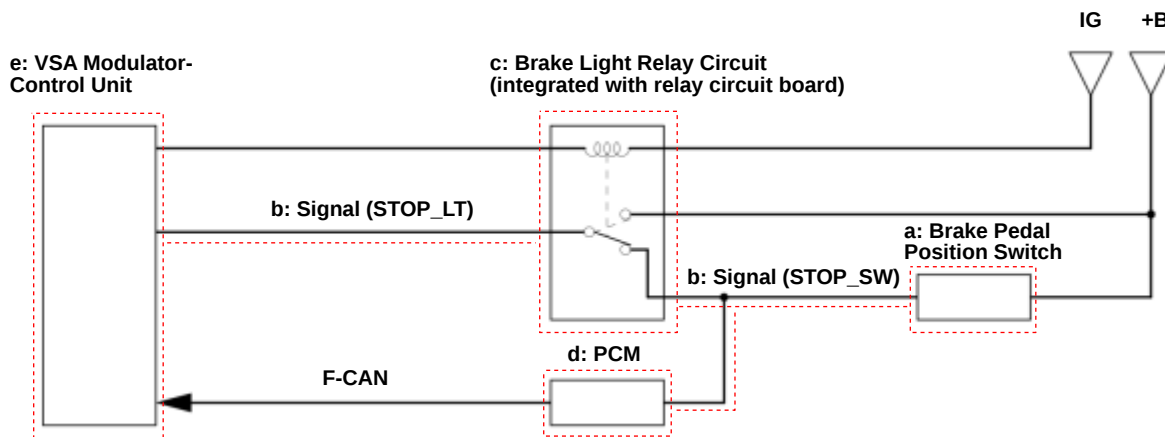 IG
+B
e: VSA Modulator-
Control Unit
c: Brake Light Relay Circuit
(integrated with relay circuit board)
b: Signal (STOP_LT)
a: Brake Pedal
Position Switch
b: Signal (STOP_SW)
d: PCM
F-CAN